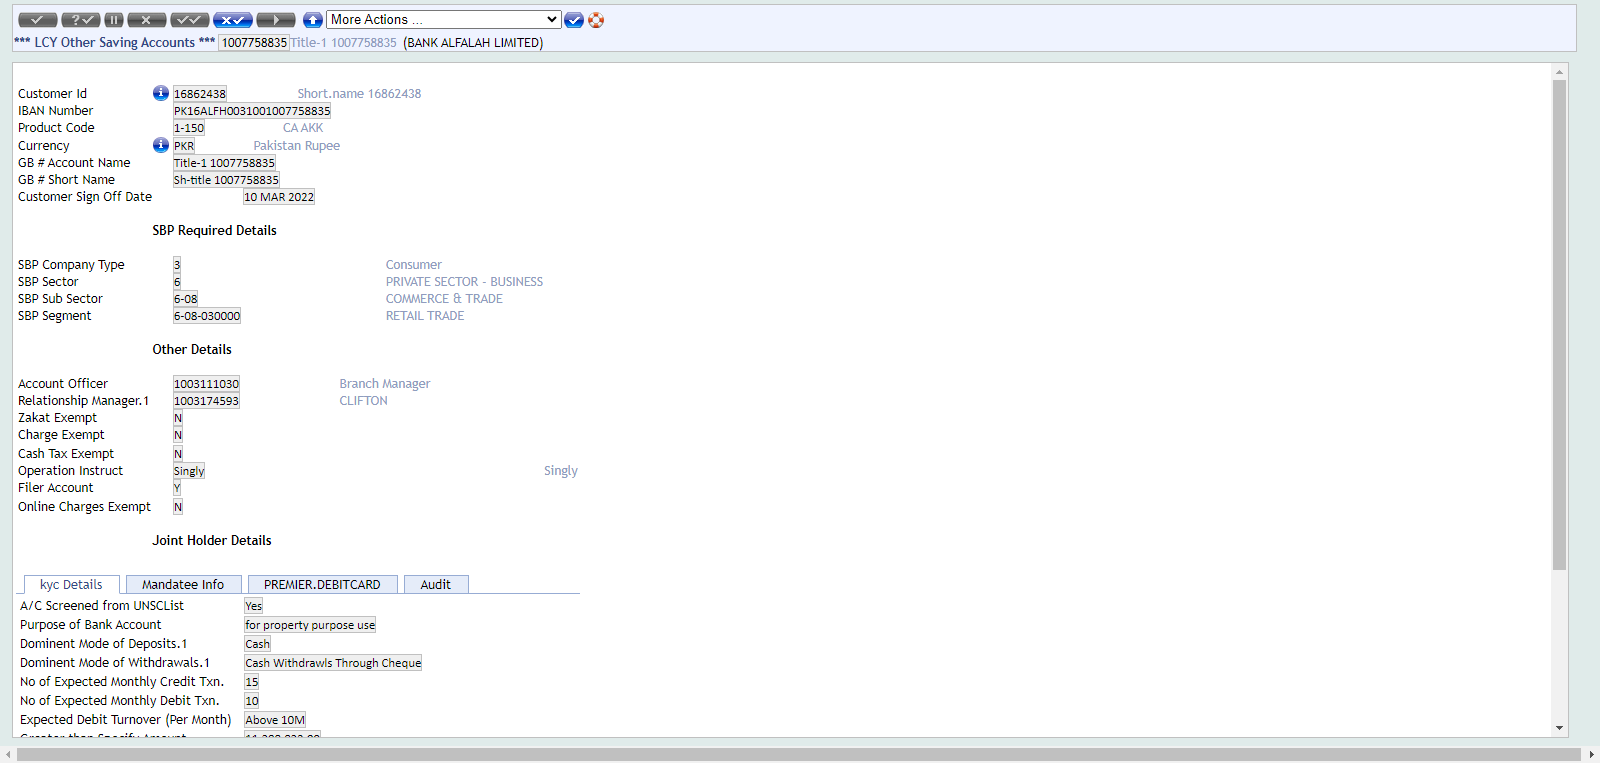 More Actions ...
*** LCY Other Saving Accounts *** 1007758835 Title-1 1007758835 (BANK ALFALAH LIMITED)
Customer Id 16862438 Short.name 16862438
IBAN Number PK16ALFH0031001007758835
Product Code 1-150 CA AKK
Currency PKR Pakistan Rupee
GB # Account Name Title-1 1007758835
GB # Short Name Sh-title 1007758835
Customer Sign Off Date 10 MAR 2022
SBP Required Details
SBP Company Type 3 Consumer
SBP Sector 6 PRIVATE SECTOR - BUSINESS
SBP Sub Sector 6-08 COMMERCE & TRADE
SBP Segment 6-08-030000 RETAIL TRADE
Other Details
Account Officer 1003111030 Branch Manager
Relationship Manager.1 1003174593 CLIFTON
Zakat Exempt N
Charge Exempt N
Cash Tax Exempt N
Operation Instruct Singly Singly
Filer Account Y
Online Charges Exempt N
Joint Holder Details
kyc Details Mandatee Info PREMIER.DEBITCARD Audit
A/C Screened from UNSCList Yes
Purpose of Bank Account for property purpose use
Dominent Mode of Deposits.1 Cash
Dominent Mode of Withdrawals.1 Cash Withdrawls Through Cheque
No of Expected Monthly Credit Txn. 15
No of Expected Monthly Debit Txn. 10
Expected Debit Turnover (Per Month) Above 10M
Greater than Specify Amount